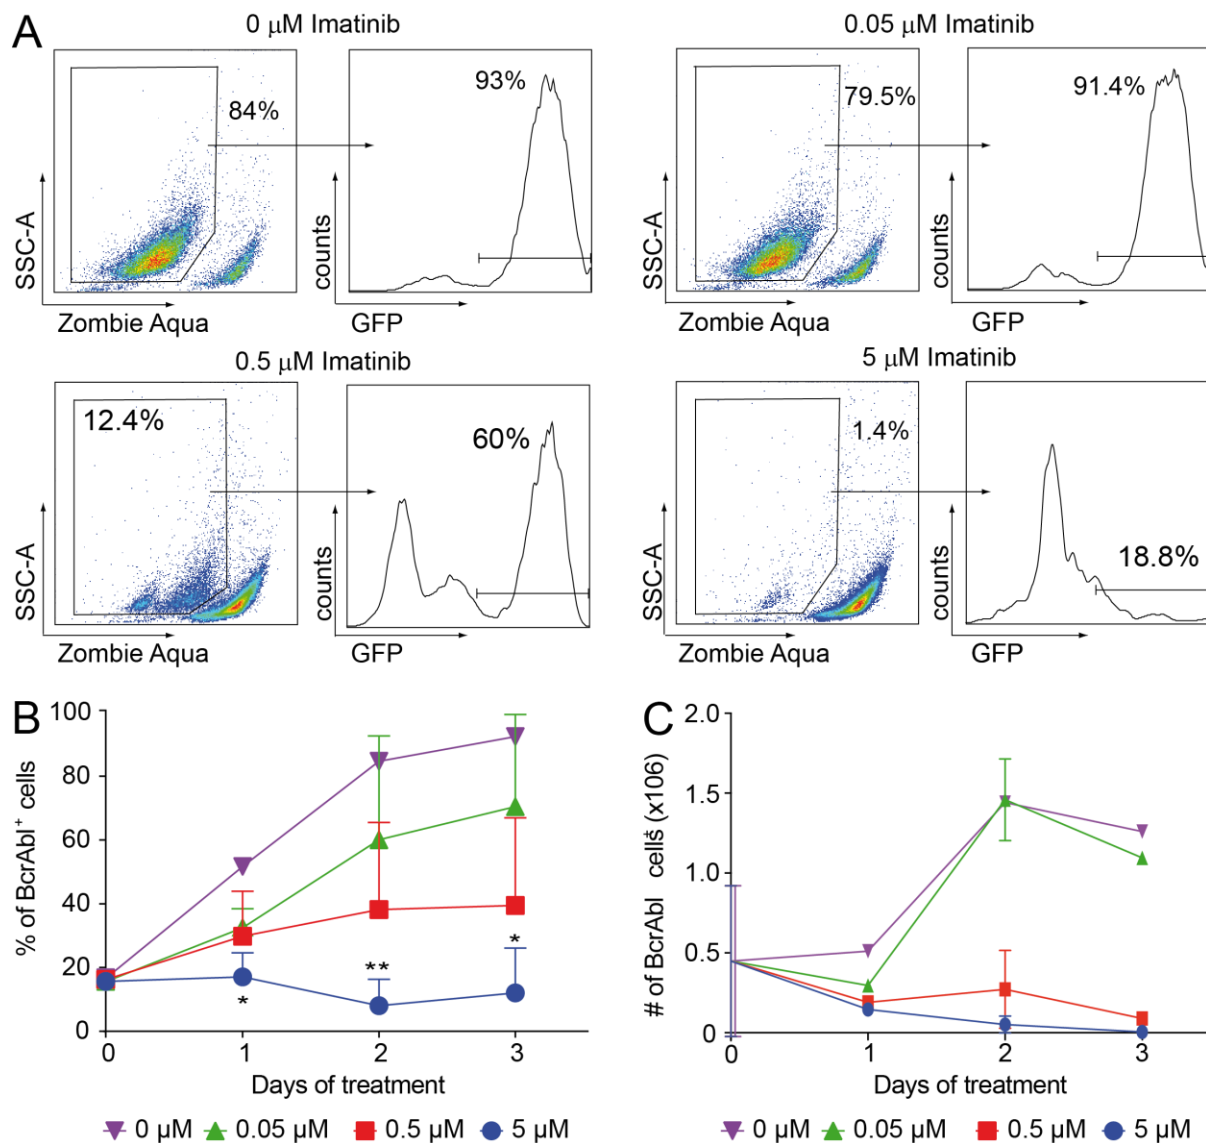 A
0 μM Imatinib
0.05 μM Imatinib
84%
93%
79.5%
91.4%
SSC-A
counts
SSC-A
counts
Zombie Aqua
GFP
Zombie Aqua
GFP
0.5 μM Imatinib
5 μM Imatinib
12.4%
60%
1.4%
18.8%
SSC-A
counts
SSC-A
counts
Zombie Aqua
GFP
Zombie Aqua
GFP
B
% of BcrAbl⁺ cells
100
80
60
40
20
0
*
**
*
0 1 2 3
Days of treatment
0 μM 0.05 μM 0.5 μM 5 μM
C
# of BcrAbl cells (x106)
2.0
1.5
1.0
0.5
0
0 1 2 3
Days of treatment
0 μM 0.05 μM 0.5 μM 5 μM